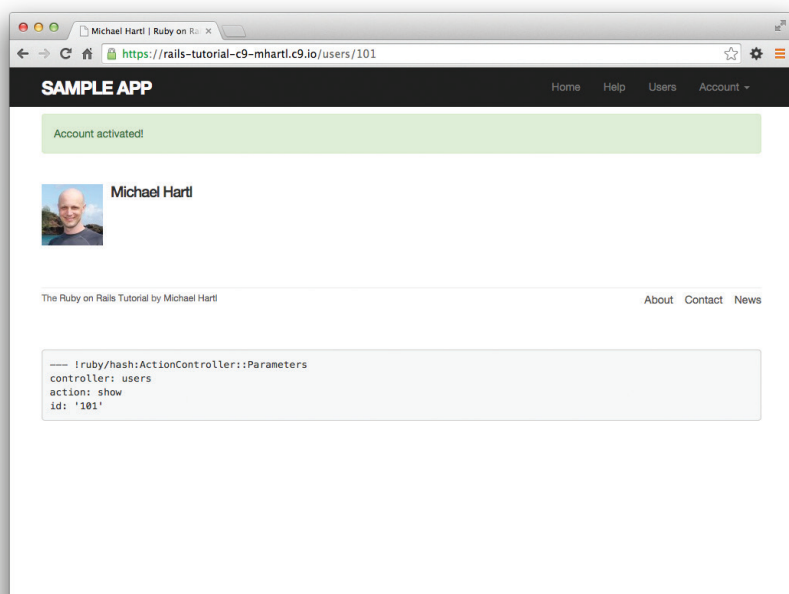 Michael Hartl | Ruby on Ra
https://rails-tutorial-c9-mhartl.c9.io/users/101
SAMPLE APP Home Help Users Account
Account activated!
Michael Hartl
The Ruby on Rails Tutorial by Michael Hartl About Contact News
--- !ruby/hash:ActionController::Parameters
controller: users
action: show
id: '101'